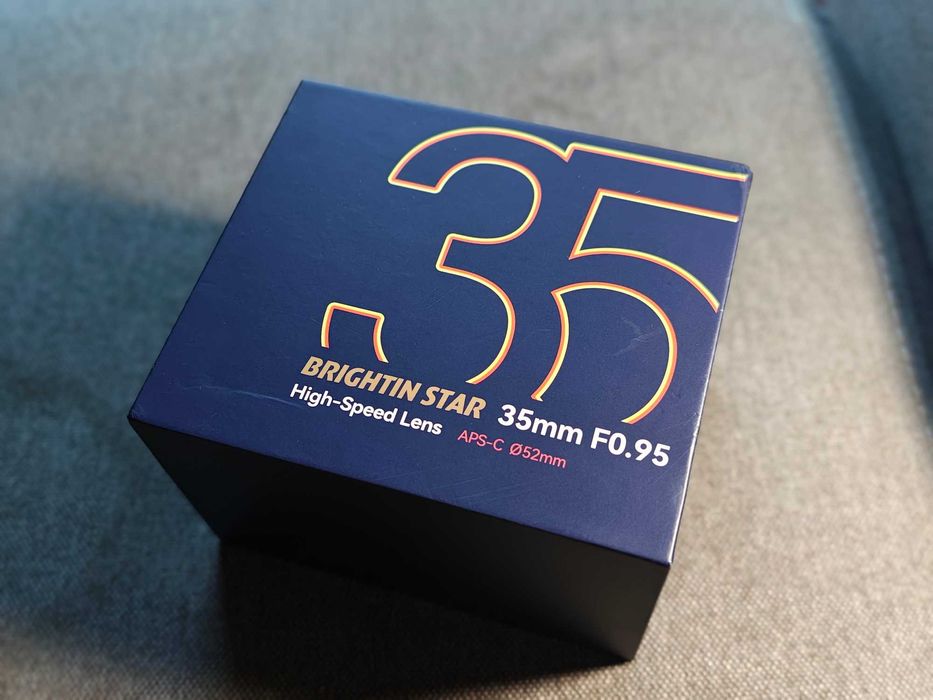 35
BRIGHTIN STAR 35mm F0.95
High-Speed Lens APS-C Ø52mm